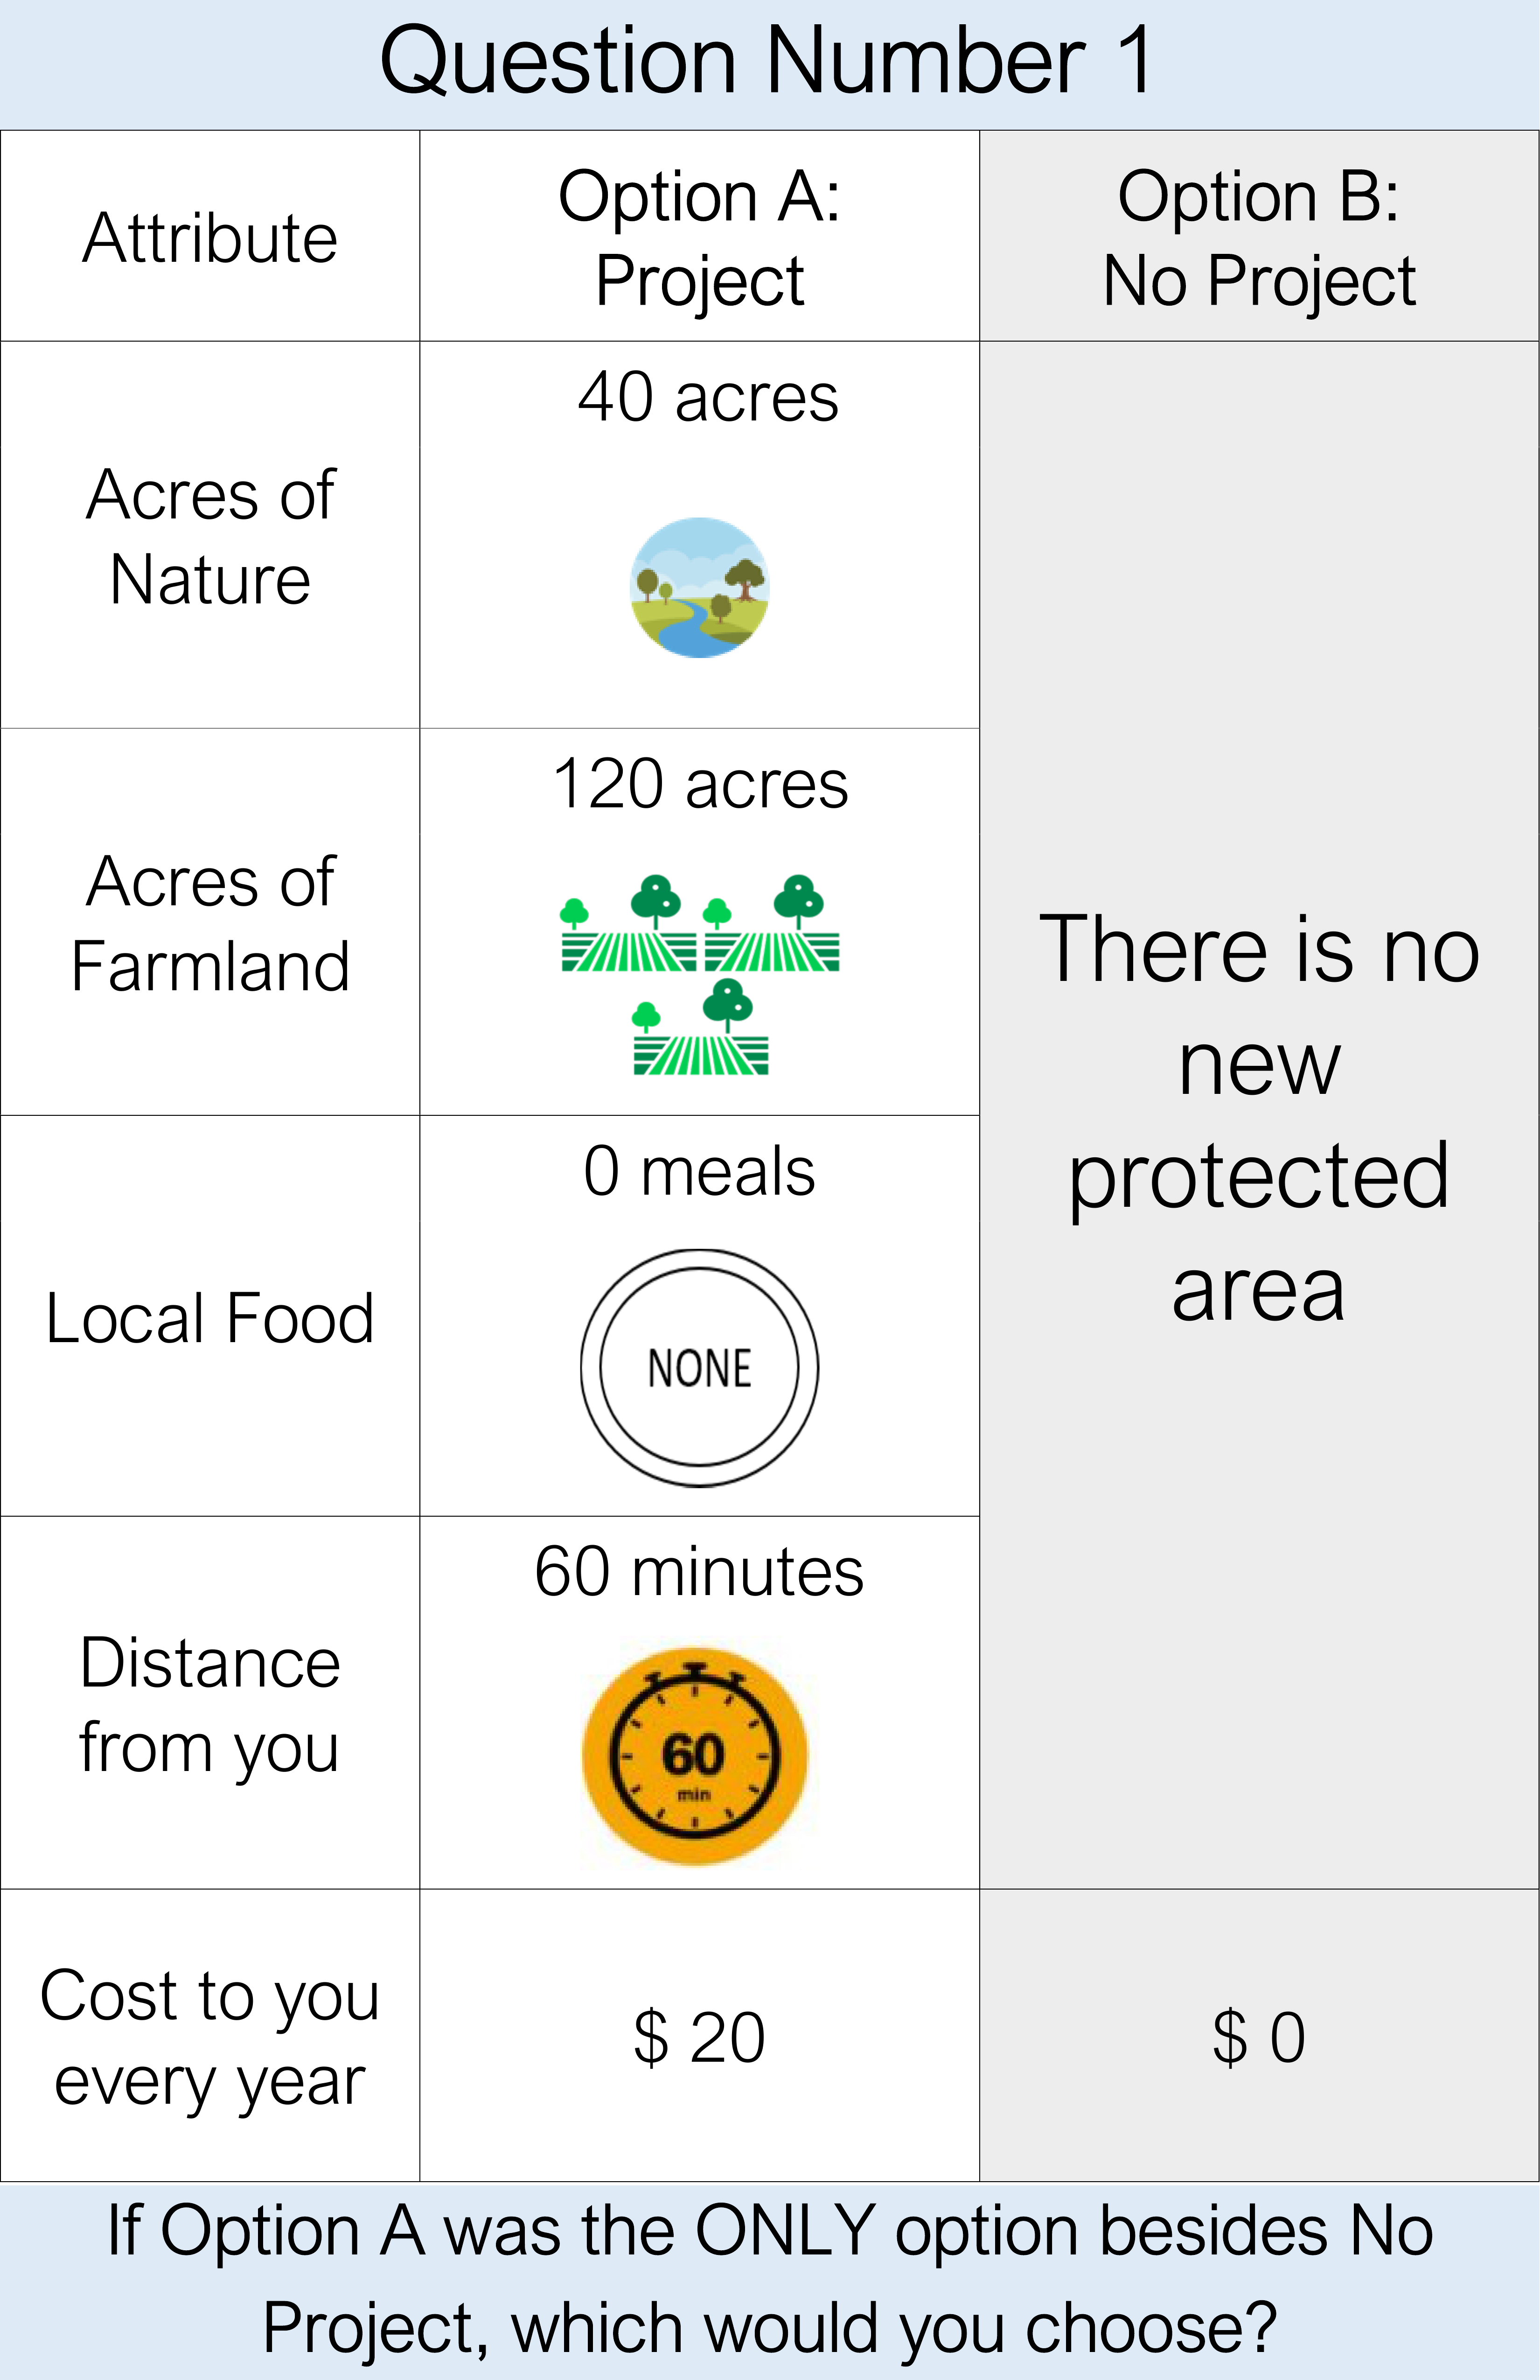 Question Number 1
Attribute
Option A:
Project
Option B:
No Project
Acres of
Nature
40 acres
Acres of
Farmland
120 acres
There is no
new
protected
area
Local Food
0 meals
NONE
Distance
from you
60 minutes
60
min
Cost to you
every year
$ 20
$ 0
If Option A was the ONLY option besides No
Project, which would you choose?